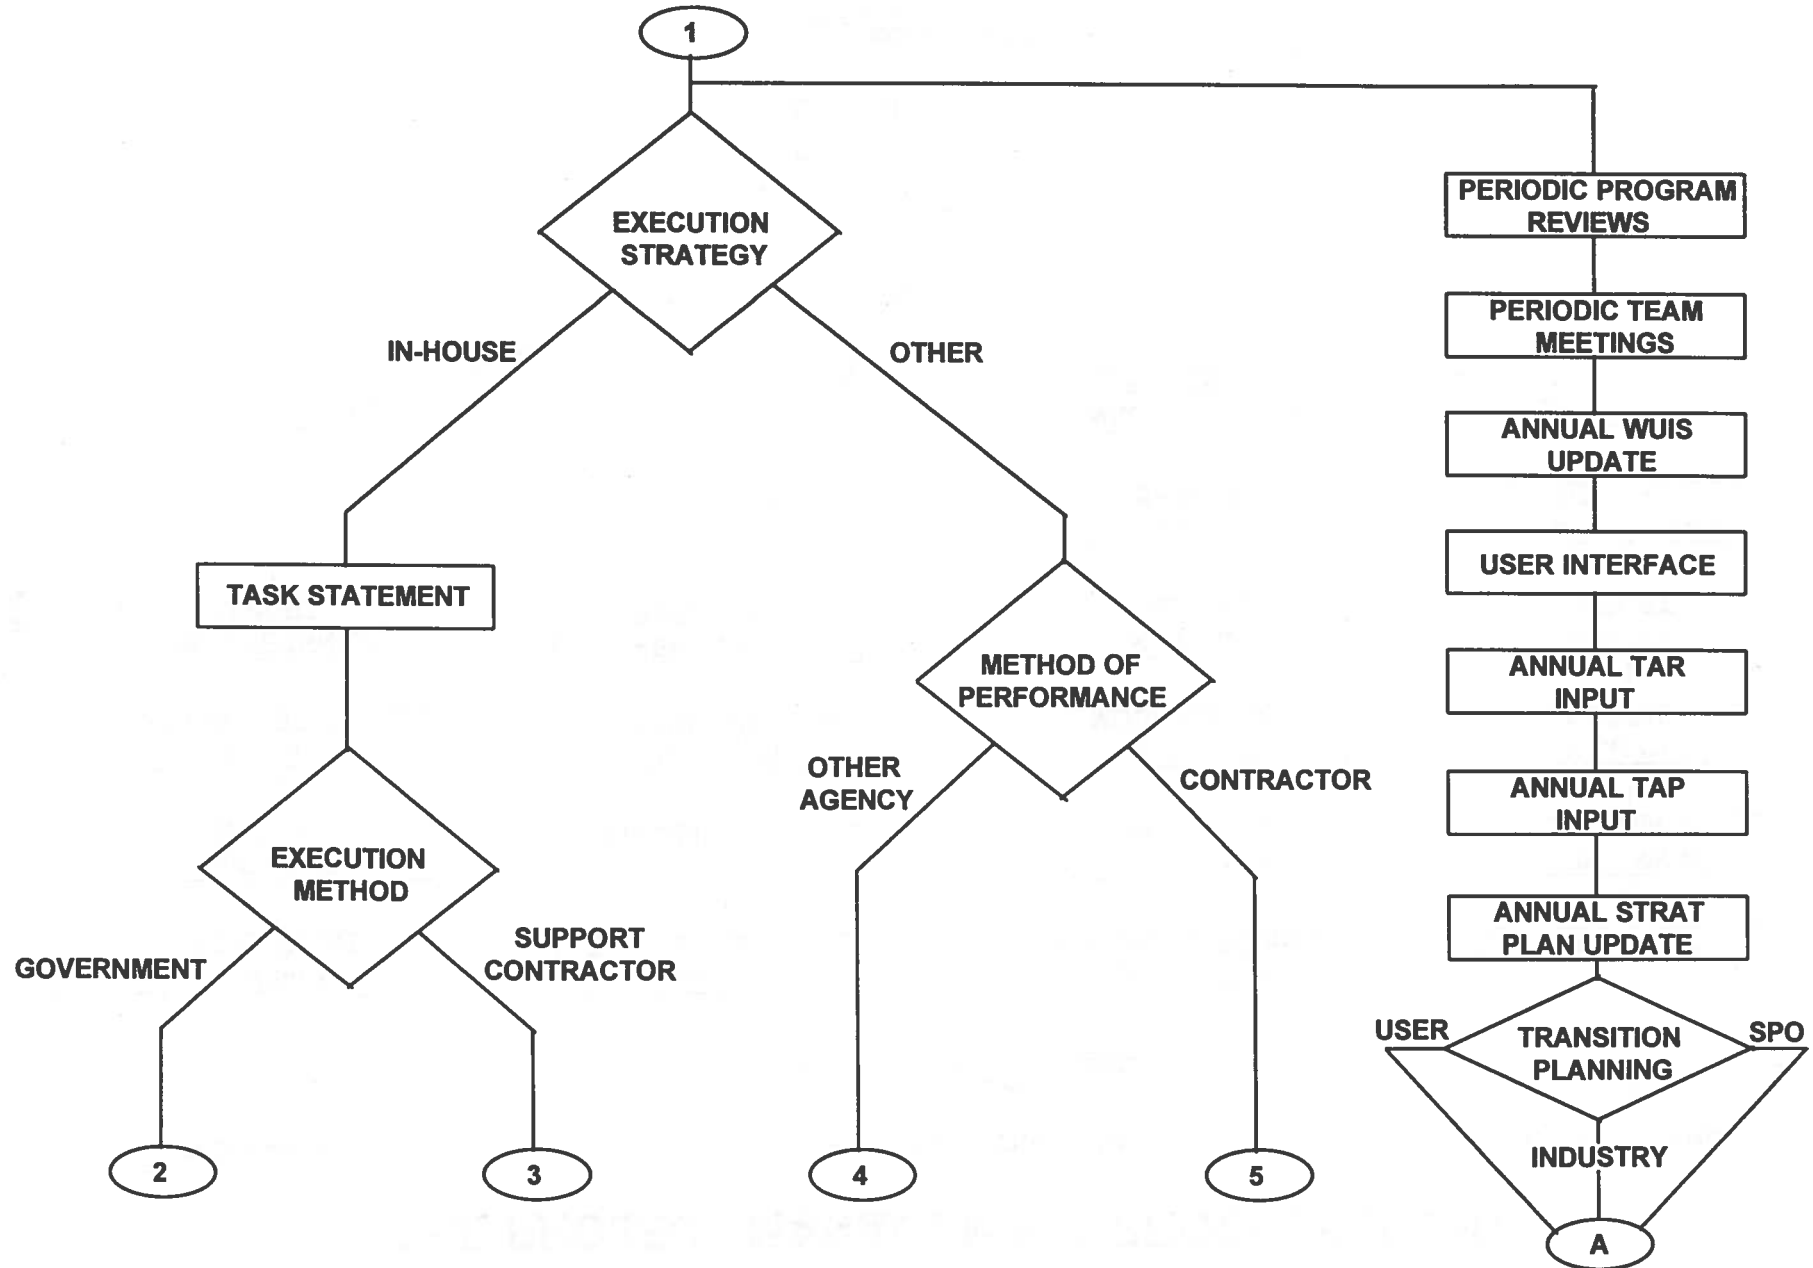 1
EXECUTION
STRATEGY
IN-HOUSE
OTHER
TASK STATEMENT
EXECUTION
METHOD
GOVERNMENT
SUPPORT
CONTRACTOR
2
3
METHOD OF
PERFORMANCE
OTHER
AGENCY
CONTRACTOR
4
5
PERIODIC PROGRAM
REVIEWS
PERIODIC TEAM
MEETINGS
ANNUAL WUIS
UPDATE
USER INTERFACE
ANNUAL TAR
INPUT
ANNUAL TAP
INPUT
ANNUAL STRAT
PLAN UPDATE
USER
TRANSITION
PLANNING
SPO
INDUSTRY
A